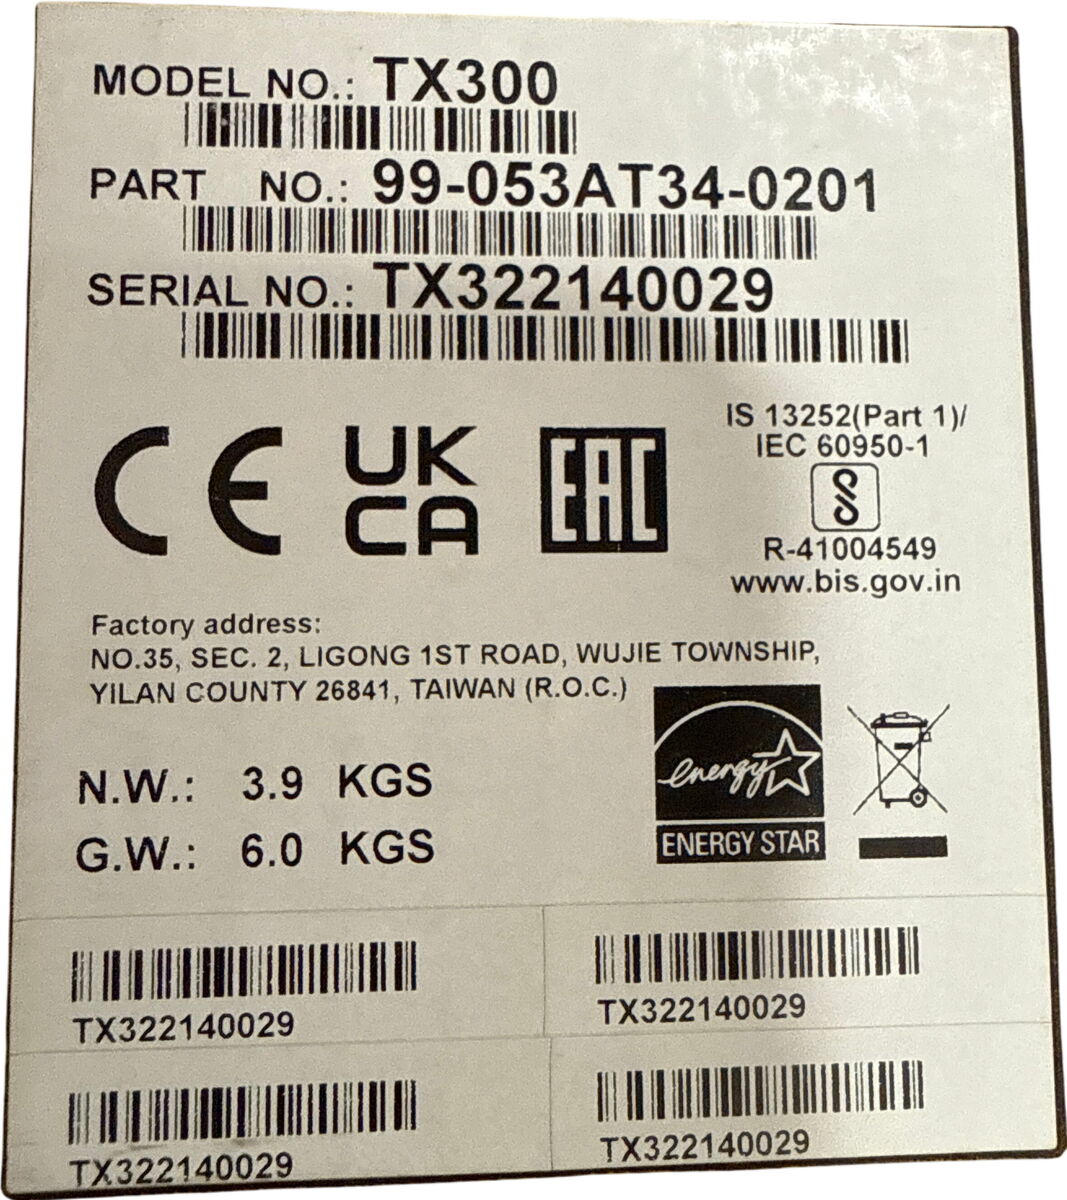 MODEL NO.: TX300
PART NO.: 99-053AT34-0201
SERIAL NO.: TX322140029
IS 13252(Part 1)/
IEC 60950-1
R-41004549
www.bis.gov.in
CE
UK
CA
EAC
Factory address:
NO.35, SEC. 2, LIGONG 1ST ROAD, WUJIE TOWNSHIP,
YILAN COUNTY 26841, TAIWAN (R.O.C.)
N.W.: 3.9 KGS
G.W.: 6.0 KGS
energy
ENERGY STAR
TX322140029
TX322140029
TX322140029
TX322140029